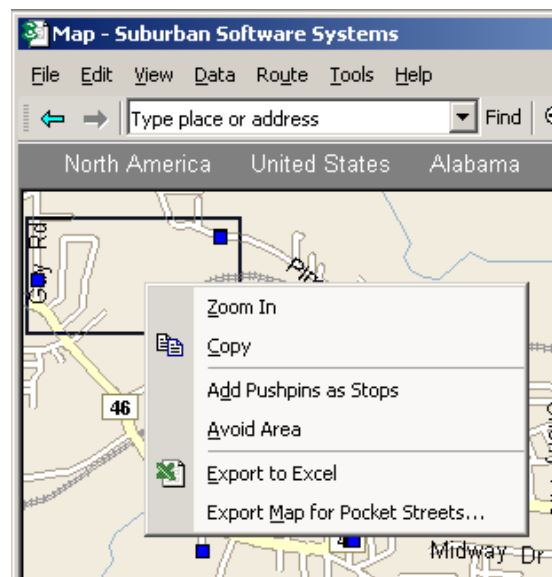 Map - Suburban Software Systems
File Edit View Data Route Tools Help
Type place or address Find
North America United States Alabama
Rd
Zoom In
Copy
Add Pushpins as Stops
46
Avoid Area
Export to Excel
Export Map for Pocket Streets...
Midway Dr